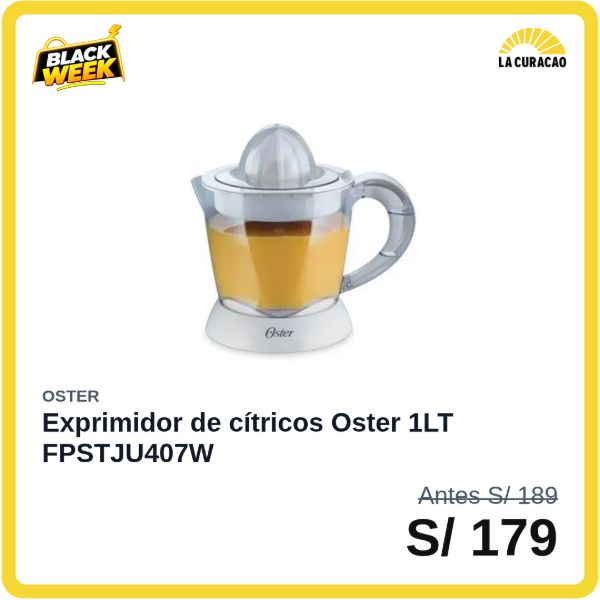 BLACK
WEEK
LA CURACAO
Oster
OSTER
Exprimidor de cítricos Oster 1LT
FPSTJU407W
Antes S/ 189
S/ 179